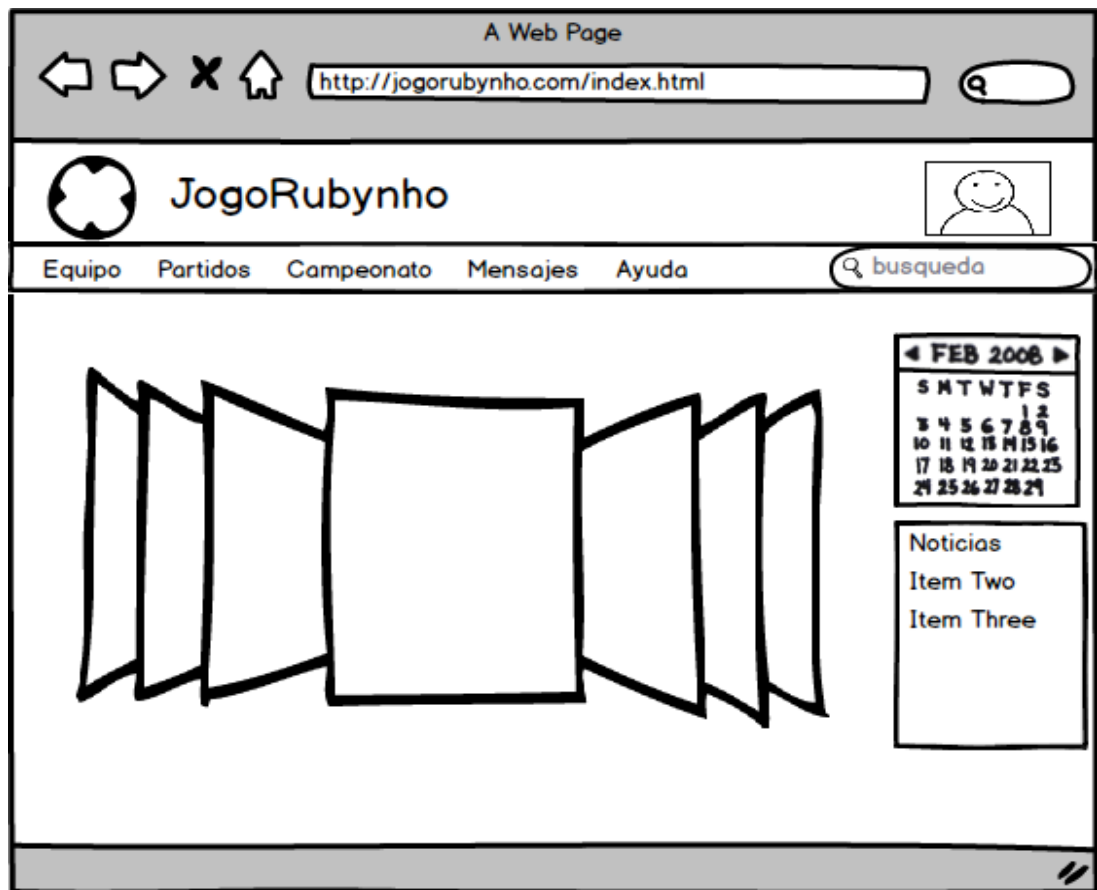 A Web Page
http://jogorubynho.com/index.html
JogoRubynho
Equipo Partidos Campeonato Mensajes Ayuda busqueda
FEB 2008
S M T W T F S
1 2
3 4 5 6 7 8 9
10 11 12 13 14 15 16
17 18 19 20 21 22 23
24 25 26 27 28 29
Noticias
Item Two
Item Three